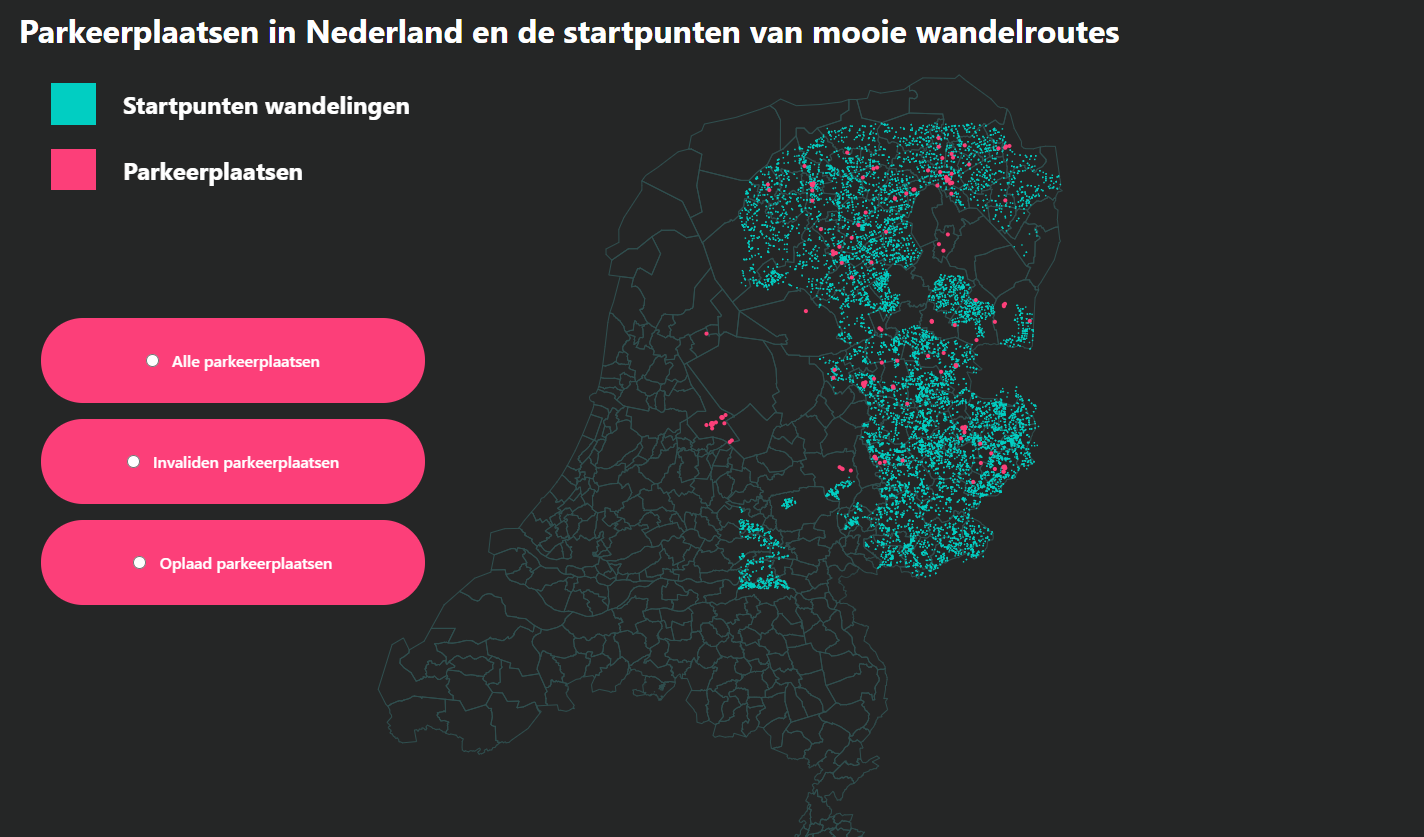 Parkeerplaatsen in Nederland en de startpunten van mooie wandelroutes
Startpunten wandelingen
Parkeerplaatsen
Alle parkeerplaatsen
Invaliden parkeerplaatsen
Oplaad parkeerplaatsen